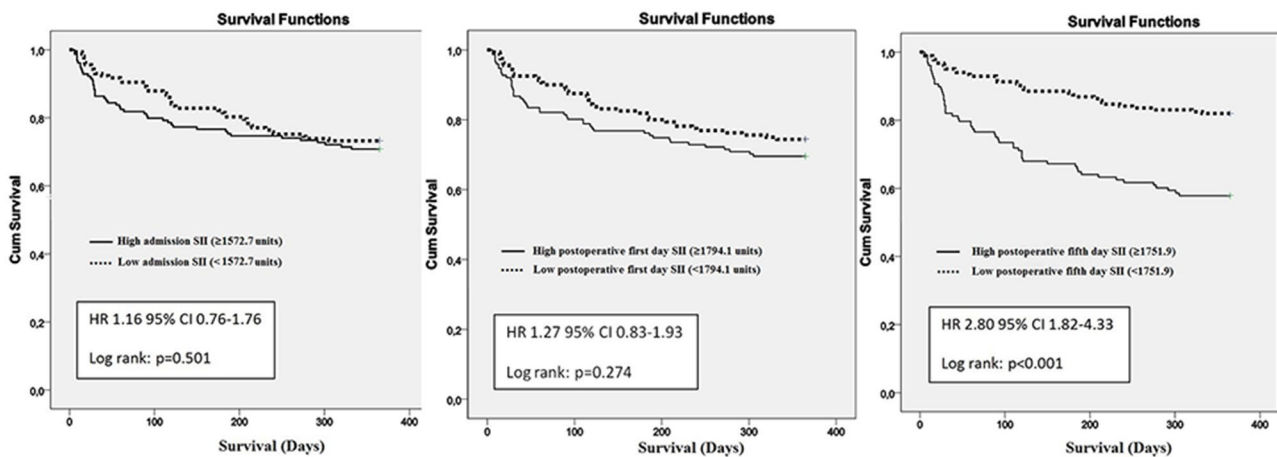 Survival Functions
Cum Survival
1,0
0,8
0,6
0,4
0,2
0,0
High admission SII (≥1572.7 units)
Low admission SII (<1572.7 units)
HR 1.16 95% CI 0.76-1.76
Log rank: p=0.501
0 100 200 300 400
Survival (Days)
Survival Functions
Cum Survival
1,0
0,8
0,6
0,4
0,2
0,0
High postoperative first day SII (≥1794.1 units)
Low postoperative first day SII (<1794.1 units)
HR 1.27 95% CI 0.83-1.93
Log rank: p=0.274
0 100 200 300 400
Survival (Days)
Survival Functions
Cum Survival
1,0
0,8
0,6
0,4
0,2
0,0
High postoperative fifth day SII (≥1751.9)
Low postoperative fifth day SII (<1751.9)
HR 2.80 95% CI 1.82-4.33
Log rank: p<0.001
0 100 200 300 400
Survival (Days)